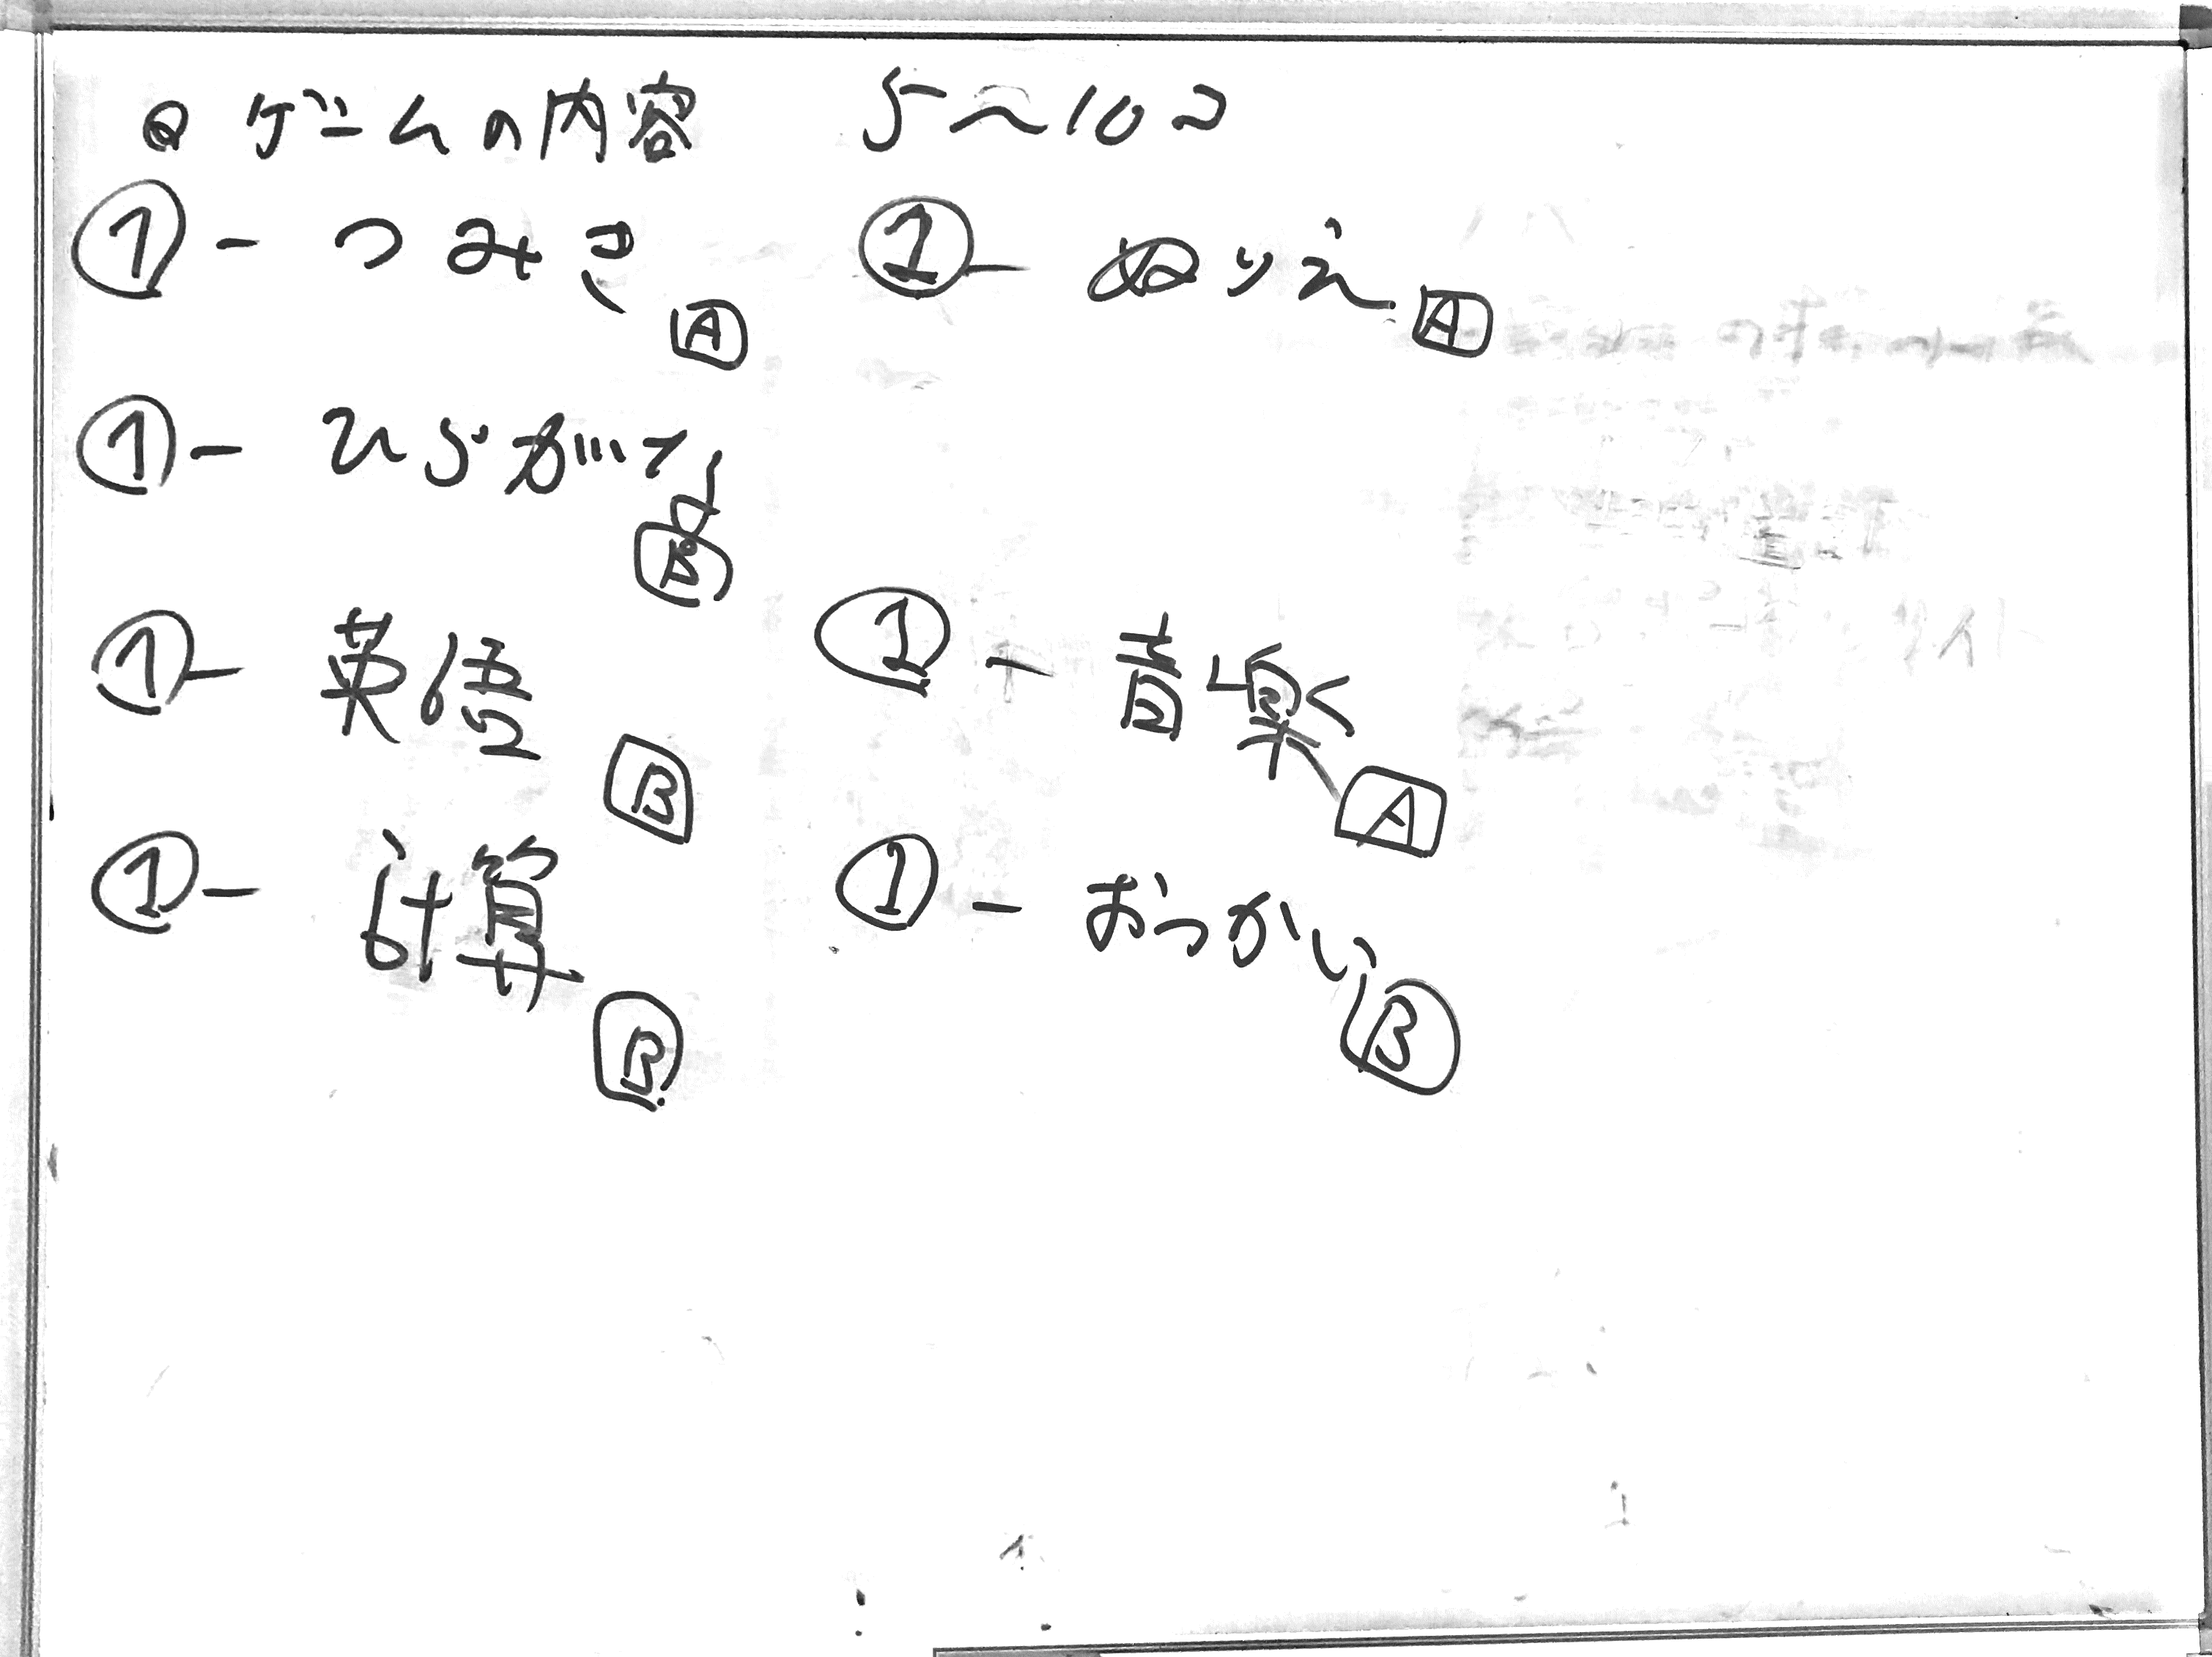 ● ゲームの内容 5〜10コ
① - つみき A ① - ぬりえ A
① - ひらがな B
① - 英語 B ① - 音楽 A
① - 計算 B ① - おつかい B